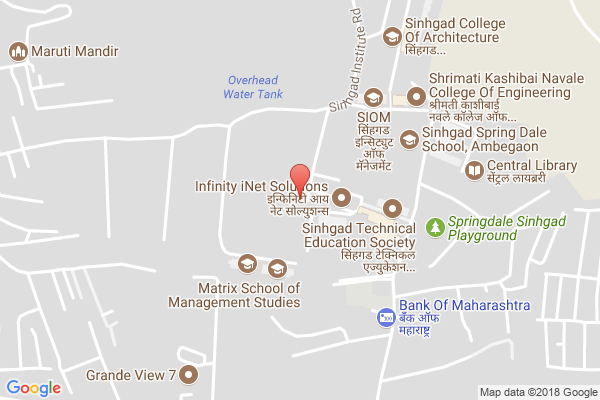 Sinhgad College
Of Architecture
सिंहगड...
Maruti Mandir
Overhead
Water Tank
Sinhgad Institute Rd
Shrimati Kashibai Navale
College Of Engineering
श्रीमती काशीबाई
नवले कॉलेज ऑफ...
SIOM
सिंहगड
इन्स्टिट्युट
ऑफ
मॅनेजमेंट
Sinhgad Spring Dale
School, Ambegaon
Central Library
सेंट्रल लायब्ररी
Infinity iNet Solutions
इन्फिनिटी आय
नेट सोल्युशन्स
Sinhgad Technical
Education Society
सिंहगड टेक्निकल
एज्युकेशन...
Springdale Sinhgad
Playground
Matrix School of
Management Studies
Bank Of Maharashtra
बँक ऑफ
महाराष्ट्र
Grande View 7
Google
Map data ©2018 Google